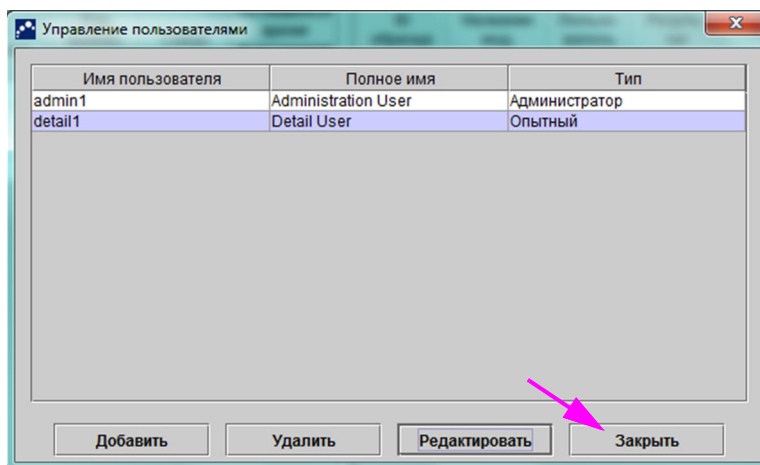 Управление пользователями
Имя пользователя Полное имя Тип
admin1 Administration User Администратор
detail1 Detail User Опытный
Добавить Удалить Редактировать Закрыть